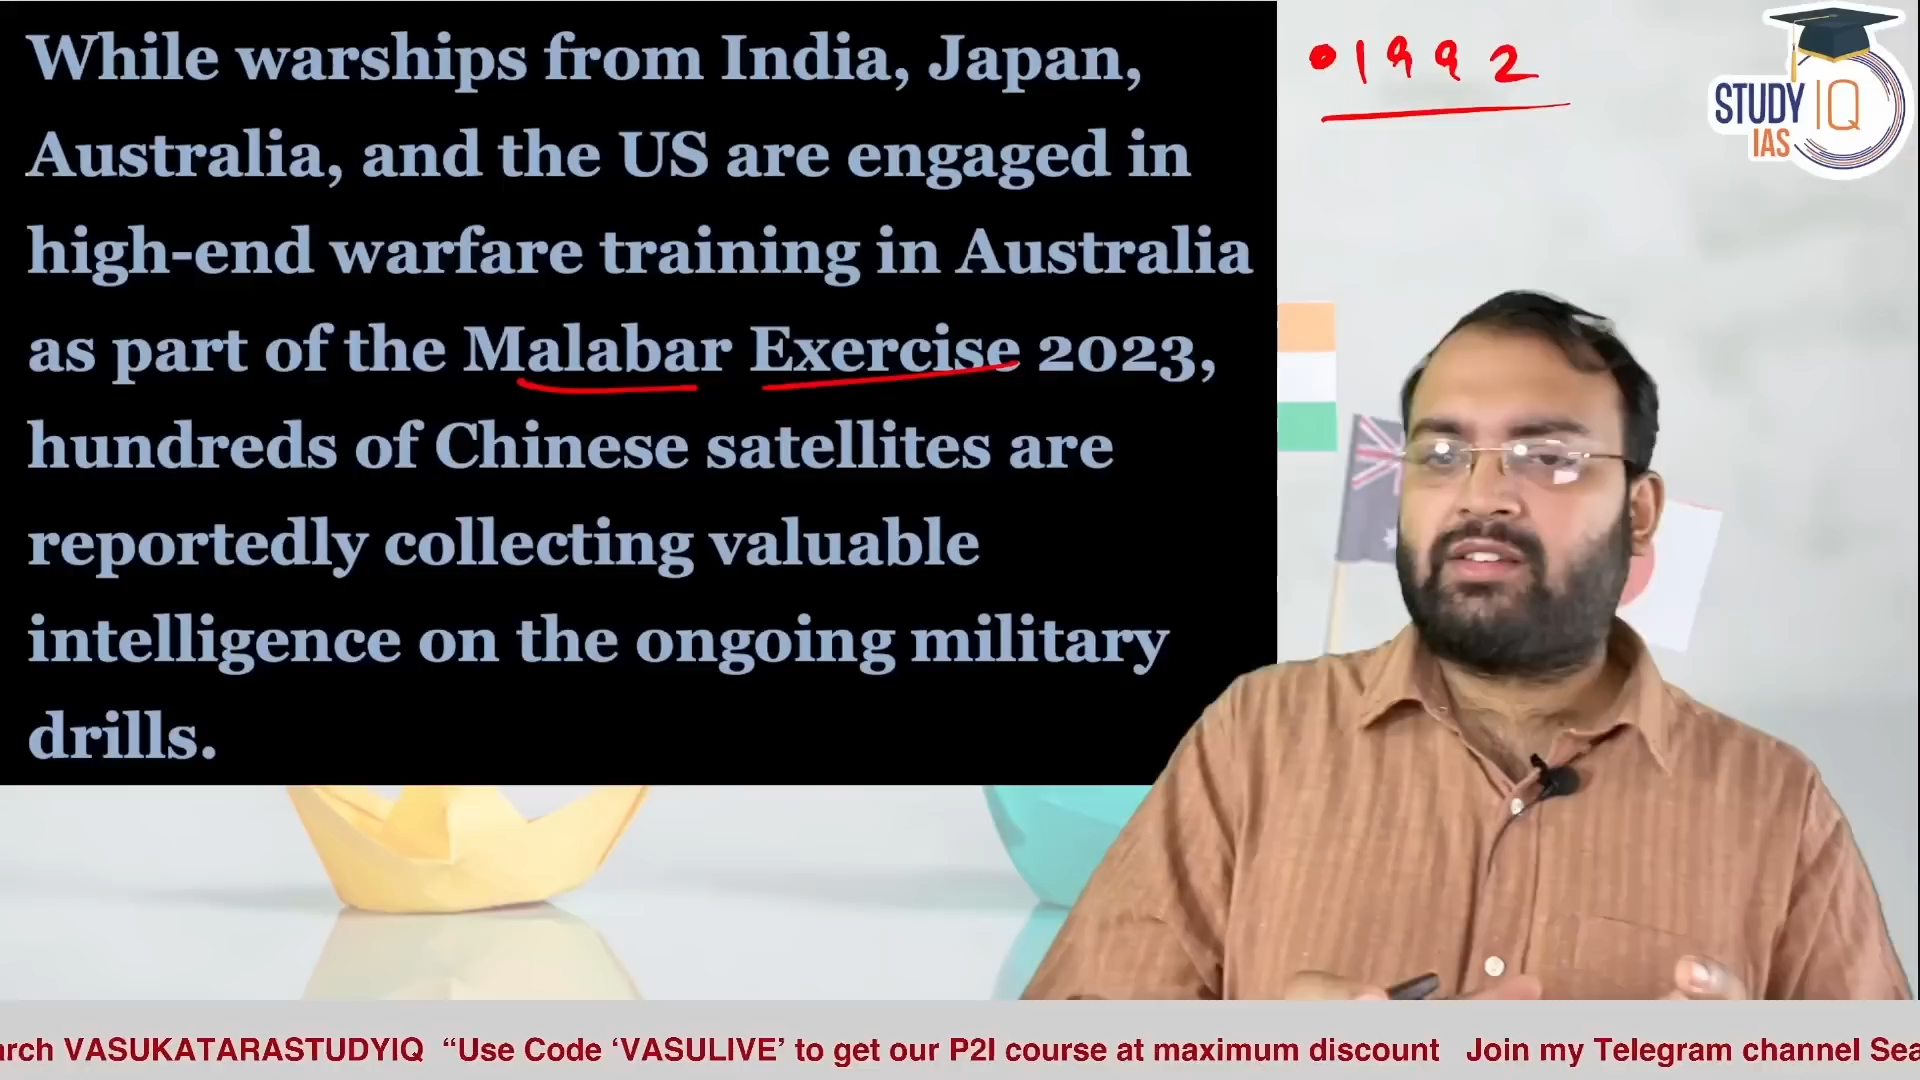 While warships from India, Japan,
Australia, and the US are engaged in
high-end warfare training in Australia
as part of the Malabar Exercise 2023,
hundreds of Chinese satellites are
reportedly collecting valuable
intelligence on the ongoing military
drills.
1992
STUDY IQ
IAS
arch VASUKATARASTUDYIQ “Use Code ‘VASULIVE’ to get our P2I course at maximum discount Join my Telegram channel Sea